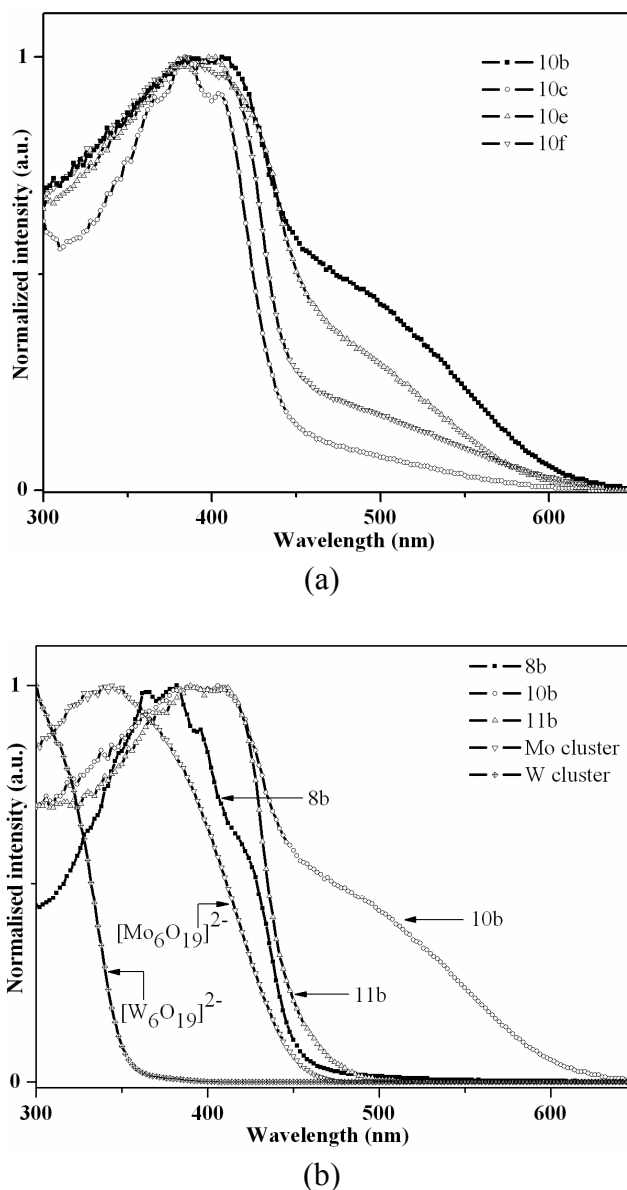 Normalized intensity (a.u.)
1
0
10b
10c
10e
10f
300
400
500
600
Wavelength (nm)
(a)
Normalised intensity (a.u.)
1
0
8b
10b
11b
Mo cluster
W cluster
8b
[Mo6O19]2-
10b
[W6O19]2-
11b
300
400
500
600
Wavelength (nm)
(b)